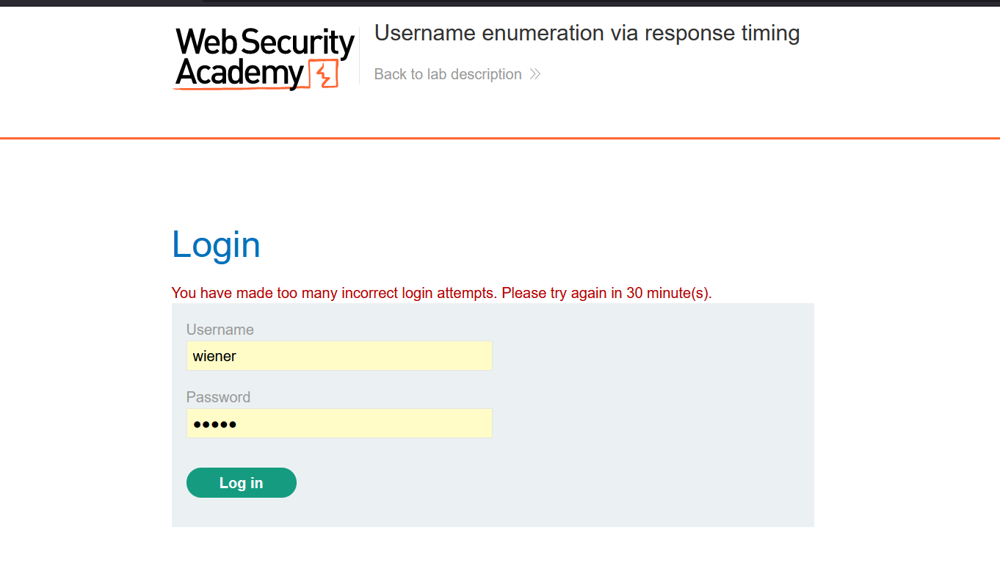 Web Security
Academy
Username enumeration via response timing
Back to lab description
Login
You have made too many incorrect login attempts. Please try again in 30 minute(s).
Username
wiener
Password
●●●●●
Log in